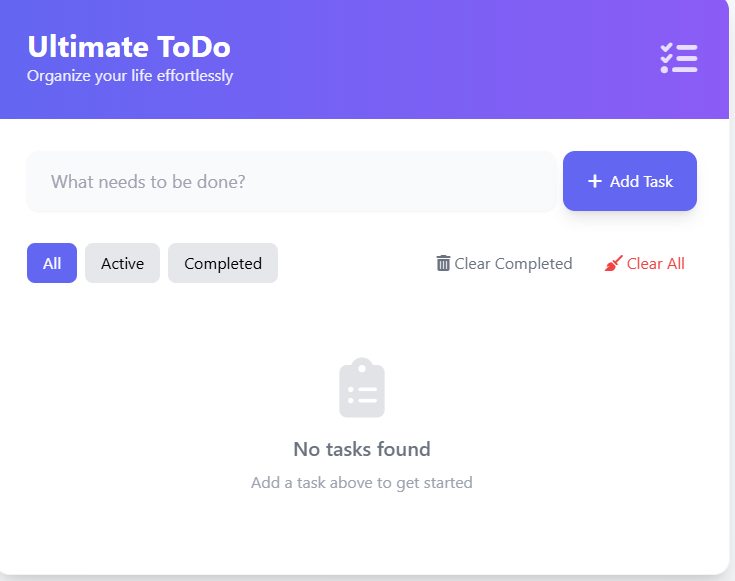 Ultimate ToDo
Organize your life effortlessly
What needs to be done?
+ Add Task
All Active Completed Clear Completed Clear All
No tasks found
Add a task above to get started